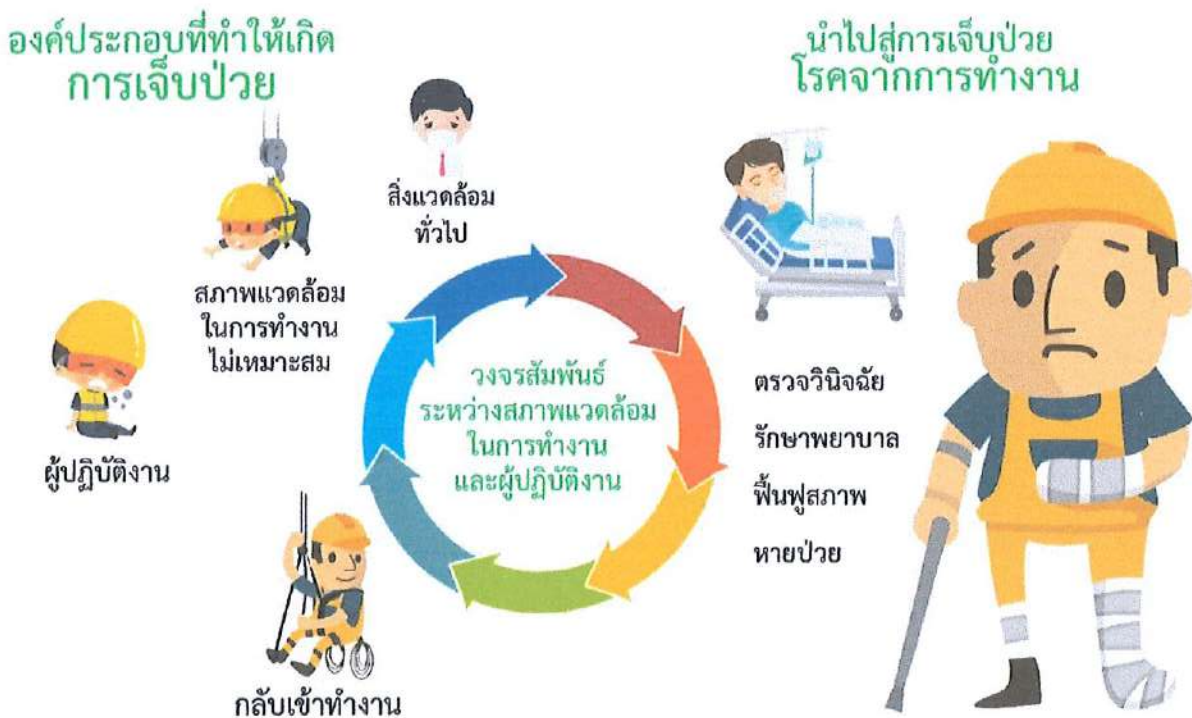 องค์ประกอบที่ทำให้เกิด
การเจ็บป่วย
นำไปสู่การเจ็บป่วย
โรคจากการทำงาน
สิ่งแวดล้อม
ทั่วไป
สภาพแวดล้อม
ในการทำงาน
ไม่เหมาะสม
ผู้ปฏิบัติงาน
วงจรสัมพันธ์
ระหว่างสภาพแวดล้อม
ในการทำงาน
และผู้ปฏิบัติงาน
ตรวจวินิจฉัย
รักษาพยาบาล
ฟื้นฟูสภาพ
หายป่วย
กลับเข้าทำงาน